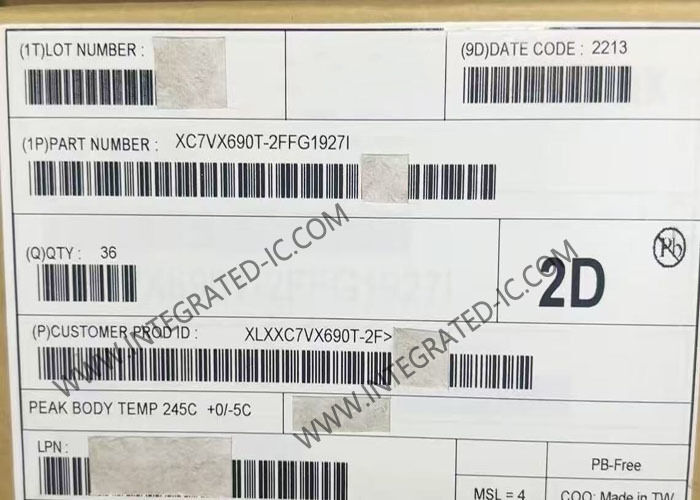 (1T)LOT NUMBER :
(9D)DATE CODE : 2213
(1P)PART NUMBER : XC7VX690T-2FFG1927I
(Q)QTY : 36
Pb
2D
(P)CUSTOMER PROD ID : XLXXC7VX690T-2F>
PEAK BODY TEMP 245C +0/-5C
LPN :
PB-Free
MSL = 4
COO: Made in TW
WWW.INTEGRATED-IC.COM
WWW.INTEGRATED-IC.COM